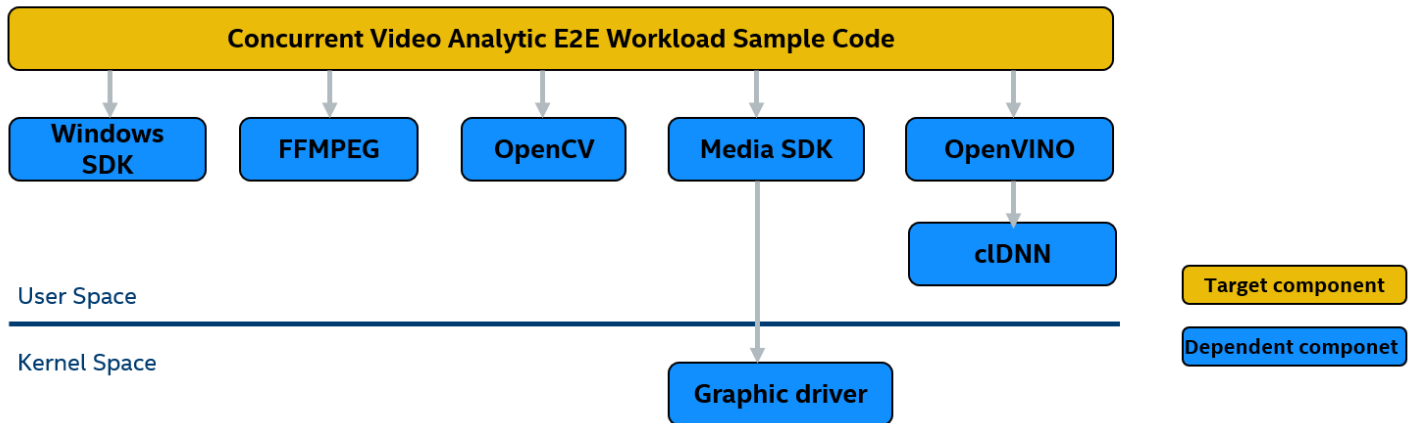 Concurrent Video Analytic E2E Workload Sample Code
Windows
SDK
FFMPEG
OpenCV
Media SDK
OpenVINO
clDNN
User Space
Target component
Dependent componet
Kernel Space
Graphic driver